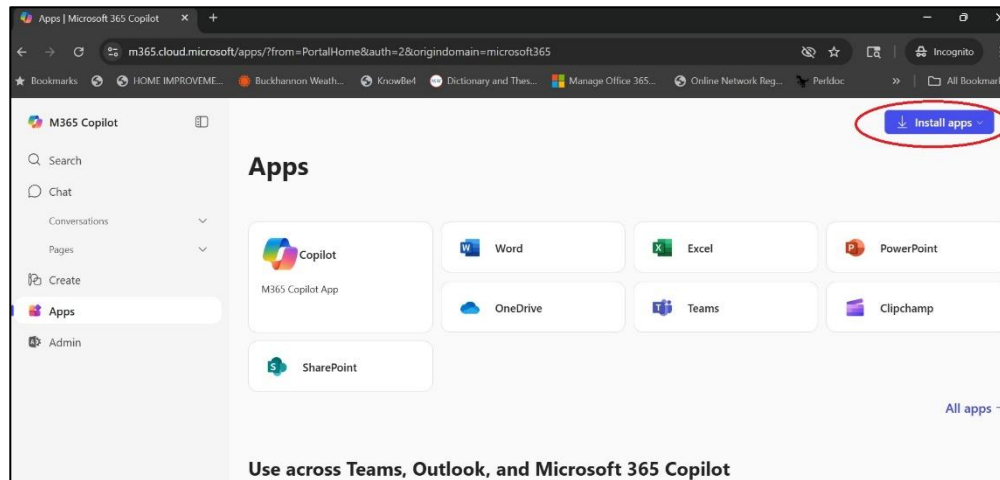 Apps | Microsoft 365 Copilot
m365.cloud.microsoft/apps/?from=PortalHome&auth=2&origindomain=microsoft365
Incognito
Bookmarks HOME IMPROVEME... Buckhannon Weath... KnowBe4 Dictionary and Thes... Manage Office 365... Online Network Reg... Perldoc » All Bookmar
M365 Copilot
Install apps
Search
Apps
Chat
Conversations
Pages
Create
Apps
Admin
Copilot
M365 Copilot App
Word
Excel
PowerPoint
OneDrive
Teams
Clipchamp
SharePoint
All apps
Use across Teams, Outlook, and Microsoft 365 Copilot